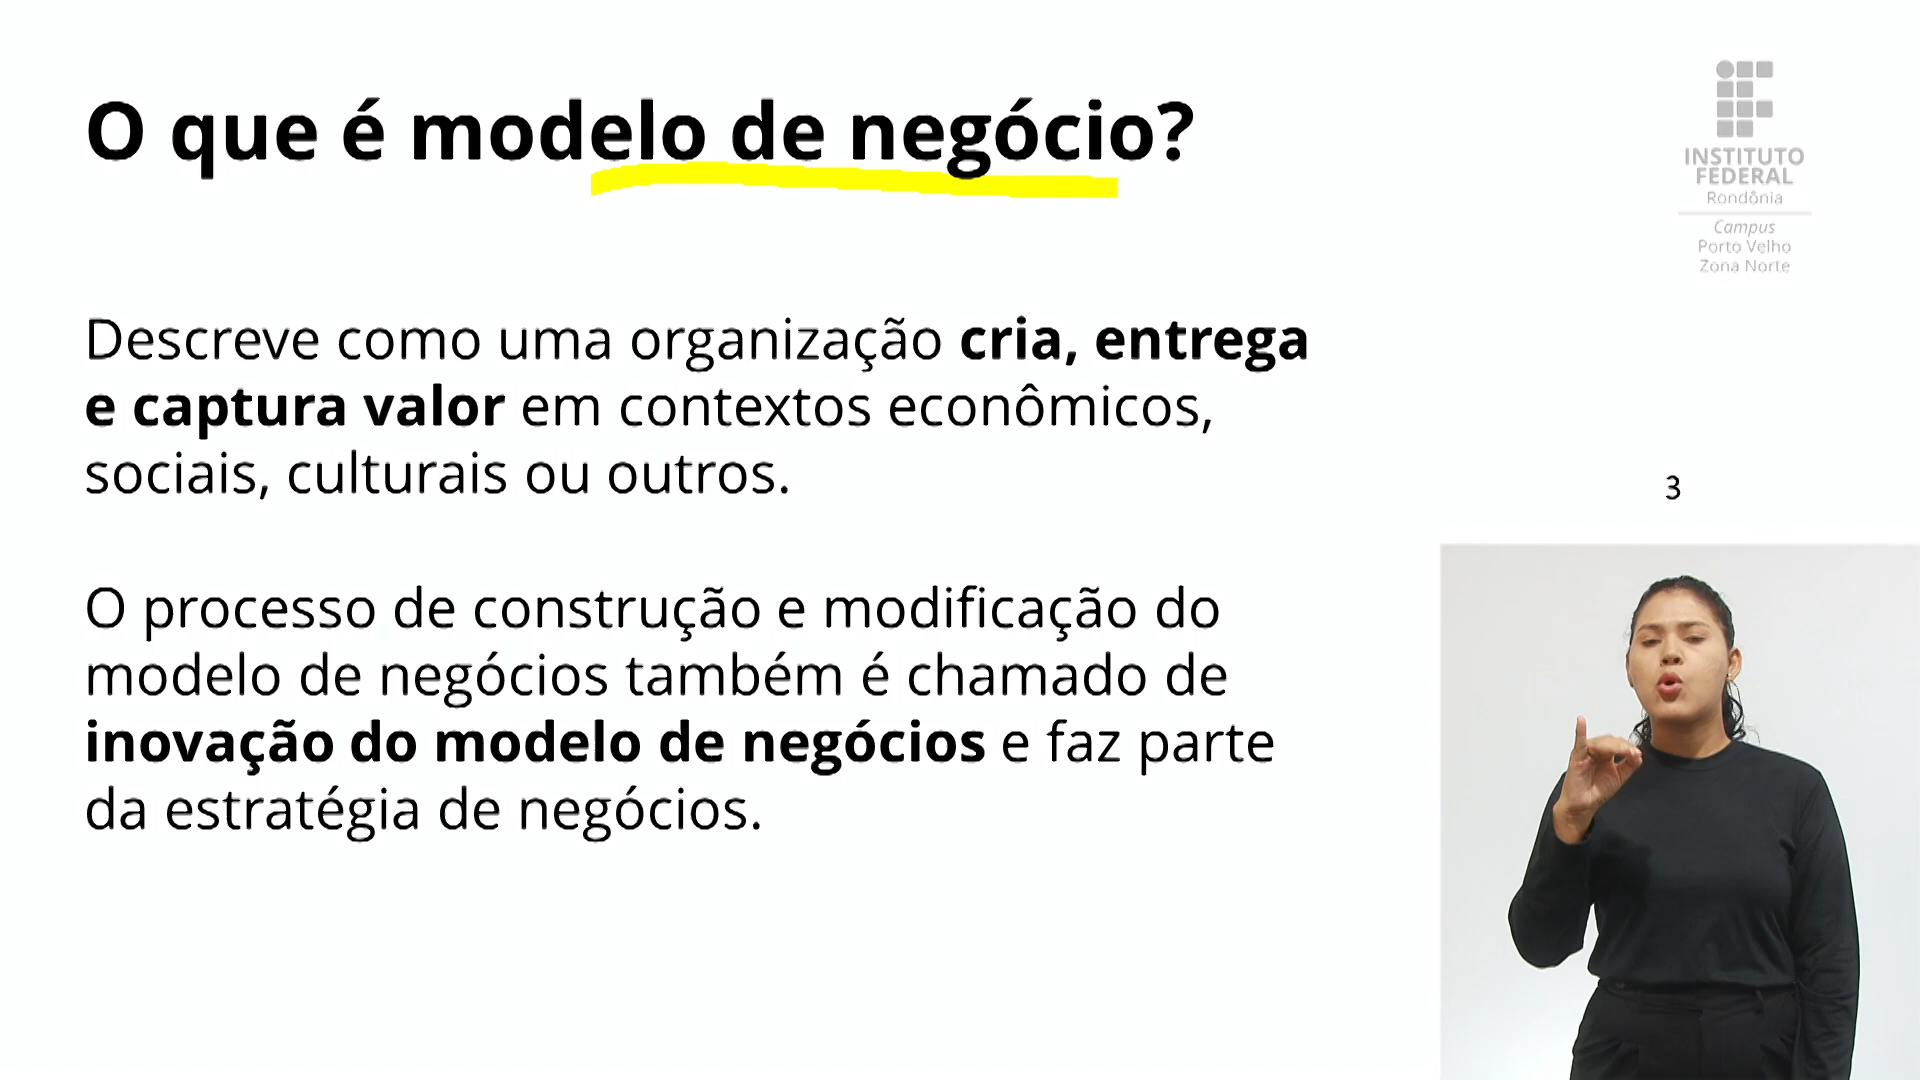 O que é modelo de negócio?
INSTITUTO
FEDERAL
Rondônia
Campus
Porto Velho
Zona Norte
Descreve como uma organização cria, entrega
e captura valor em contextos econômicos,
sociais, culturais ou outros.
3
O processo de construção e modificação do
modelo de negócios também é chamado de
inovação do modelo de negócios e faz parte
da estratégia de negócios.